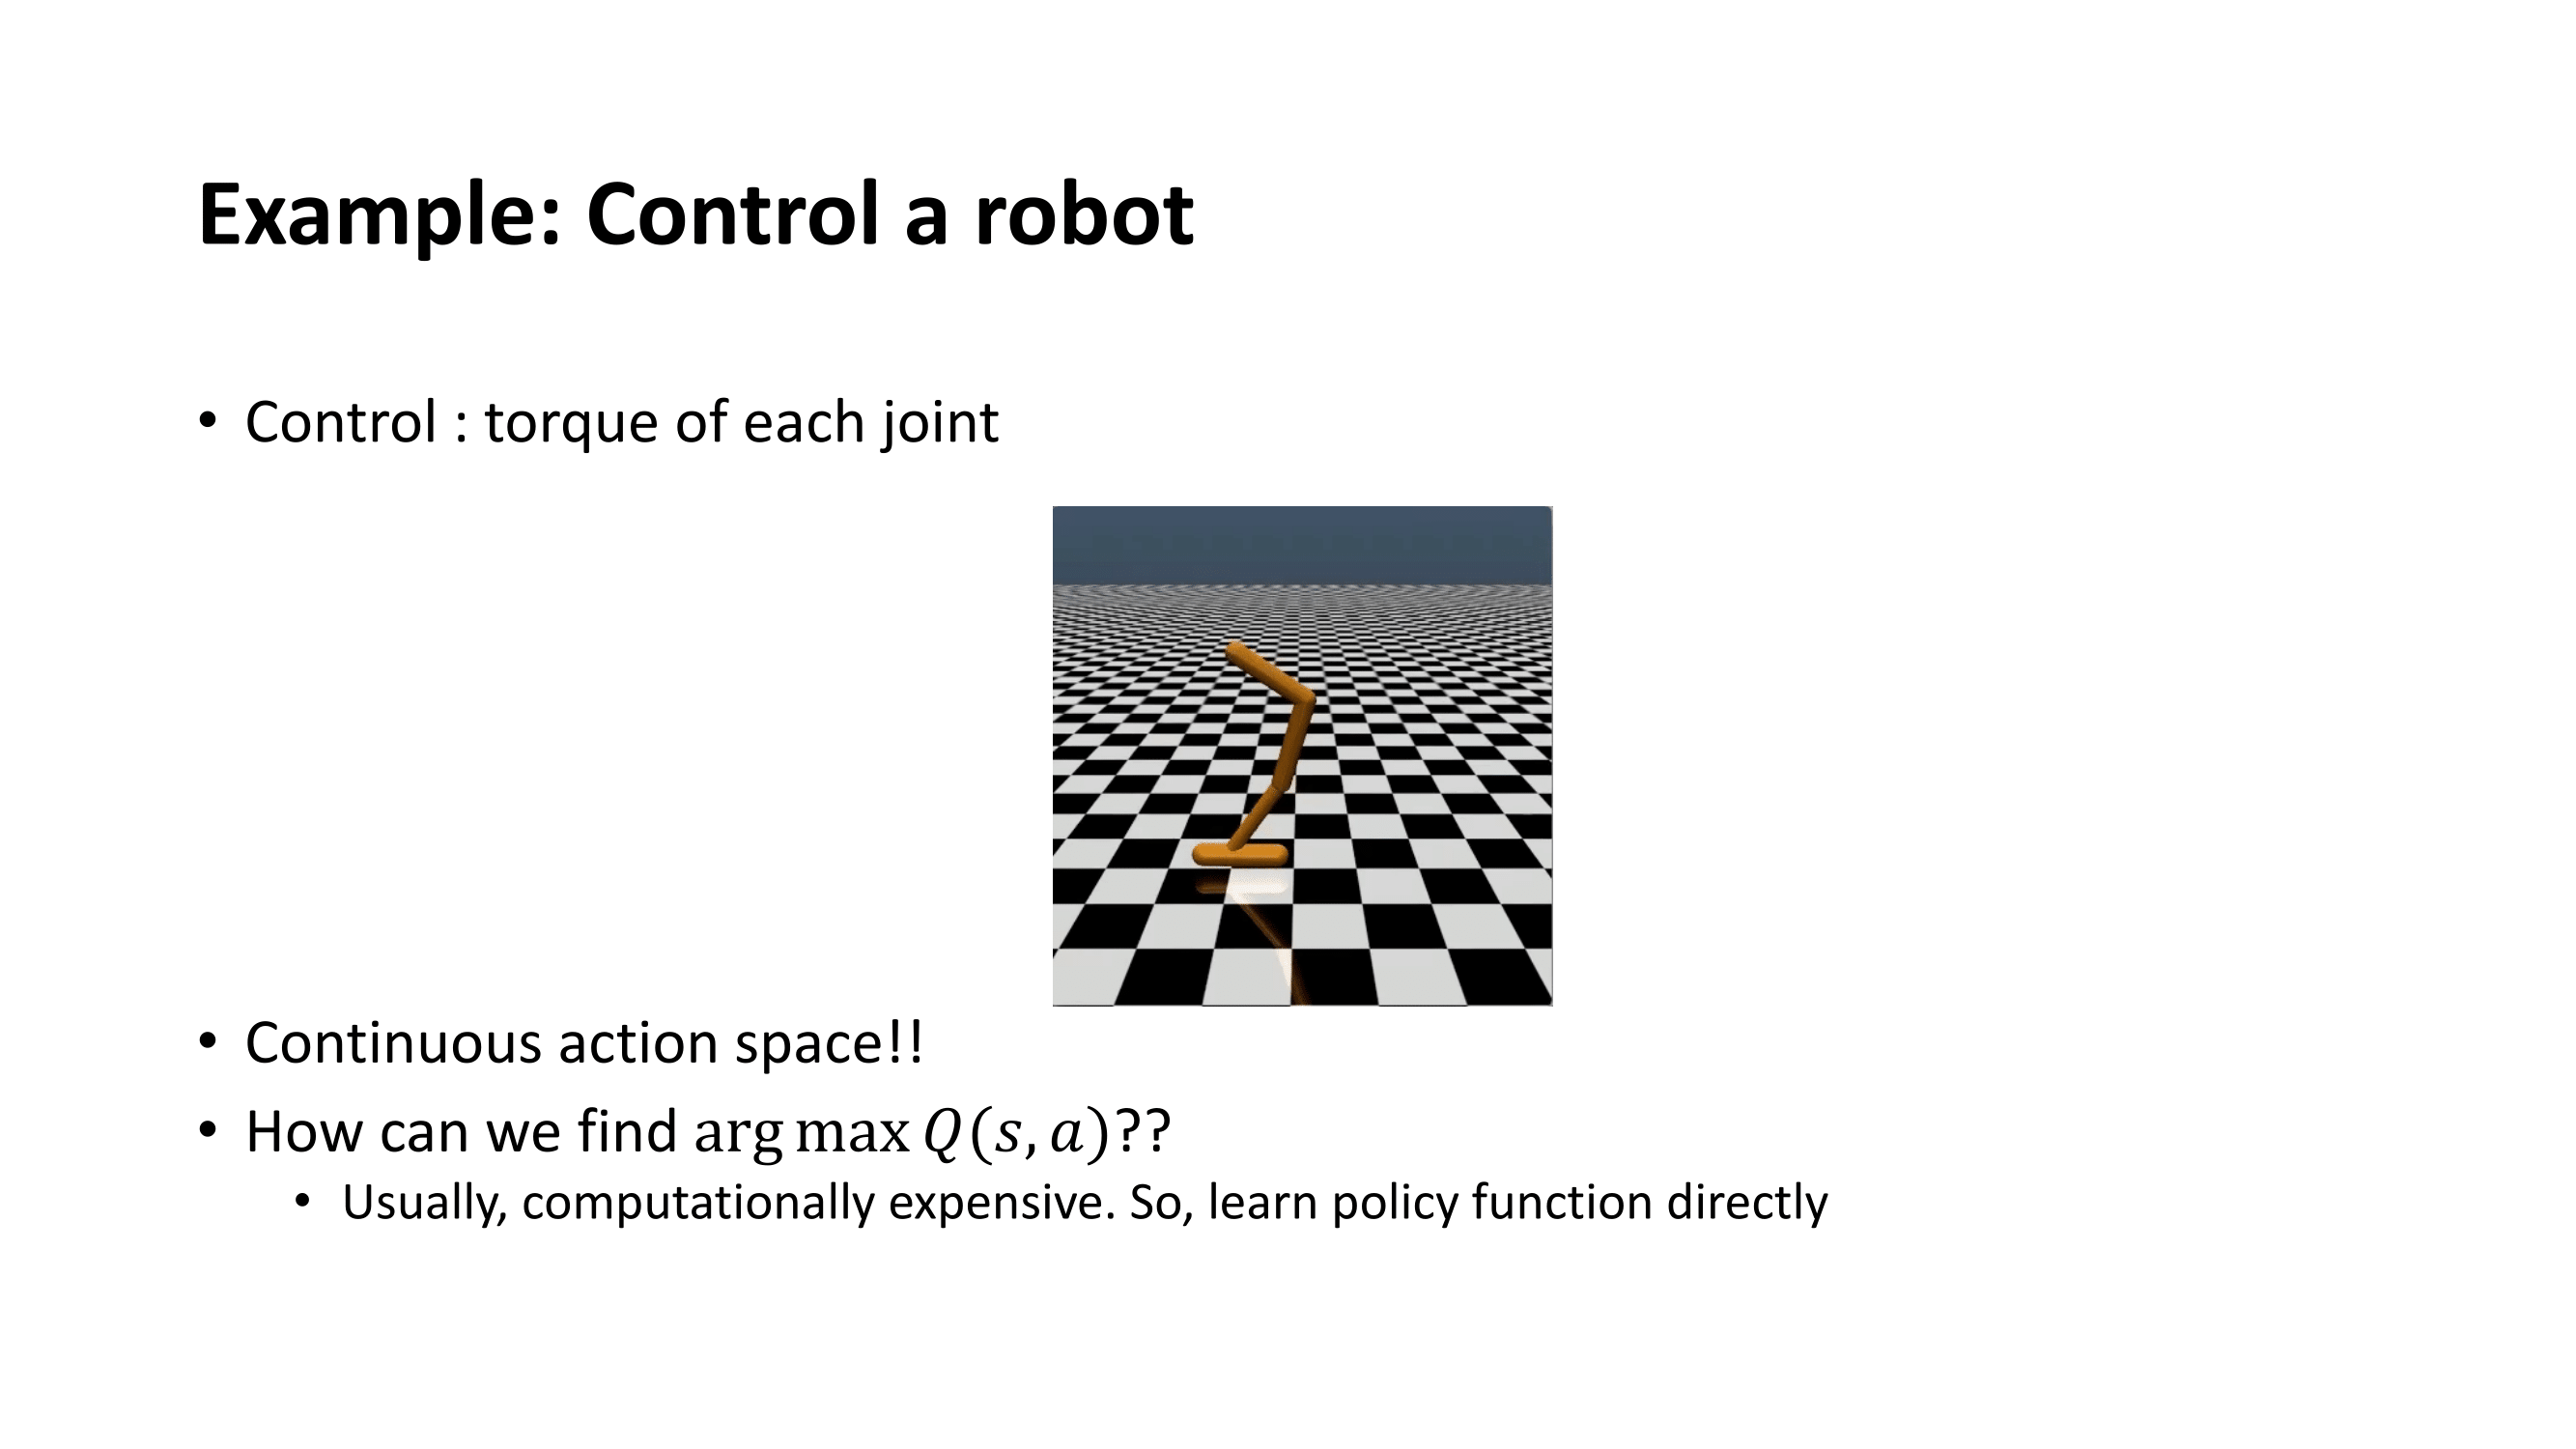 Example: Control a robot
• Control : torque of each joint
• Continuous action space!!
• How can we find arg max Q(s, a)??
• Usually, computationally expensive. So, learn policy function directly